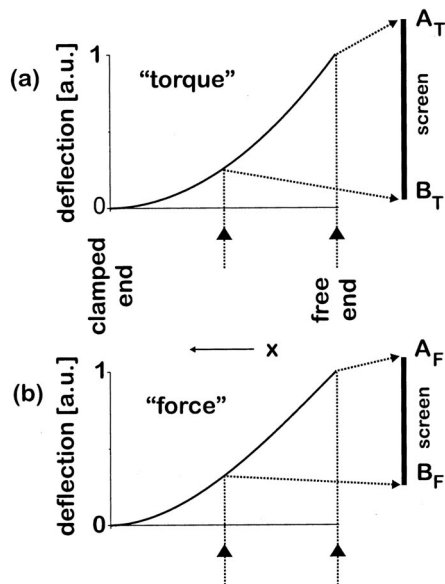 (a)
deflection [a.u.]
1
0
"torque"
A_T
screen
B_T
clamped
end
free
end
x
(b)
deflection [a.u.]
1
0
"force"
A_F
screen
B_F